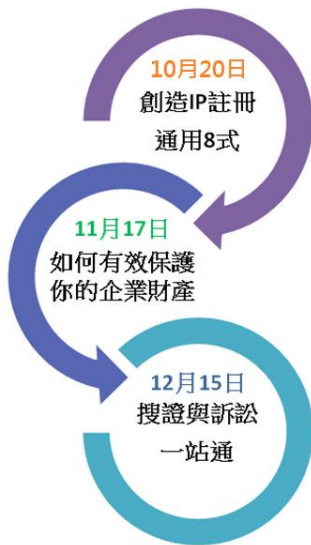 10月20日
創造IP註冊
通用8式
11月17日
如何有效保護
你的企業財產
12月15日
搜證與訴訟
一站通